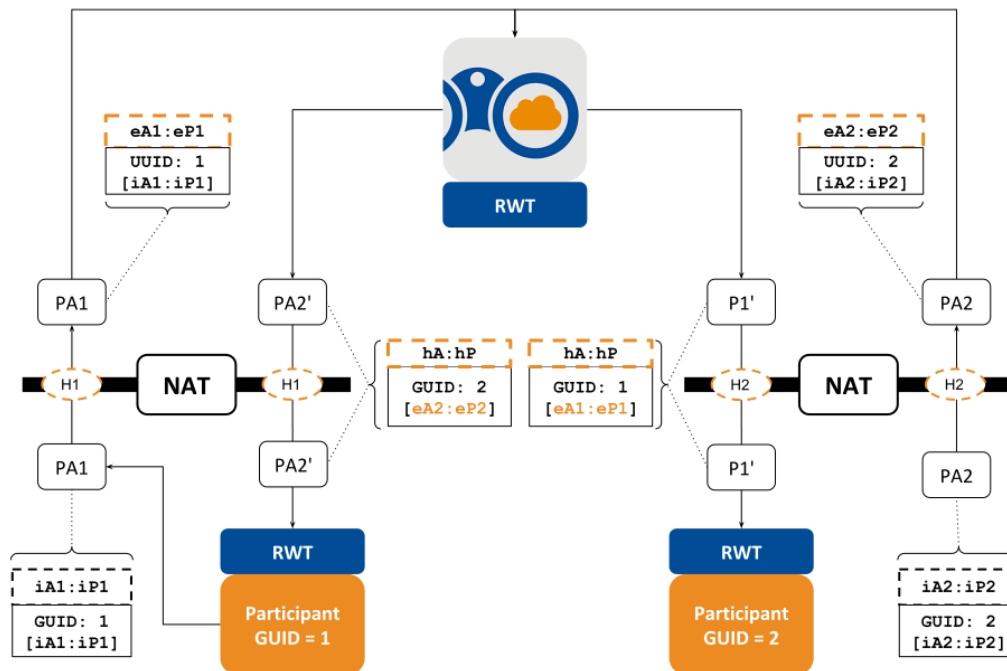 RWT
eA1:eP1
UUID: 1
[iA1:iP1]
eA2:eP2
UUID: 2
[iA2:iP2]
PA1
PA2'
P1'
PA2
hA:hP
GUID: 2
[eA2:eP2]
hA:hP
GUID: 1
[eA1:eP1]
H1
NAT
H1
H2
NAT
H2
PA1
PA2'
P1'
PA2
RWT
Participant
GUID = 1
RWT
Participant
GUID = 2
iA1:iP1
GUID: 1
[iA1:iP1]
iA2:iP2
GUID: 2
[iA2:iP2]